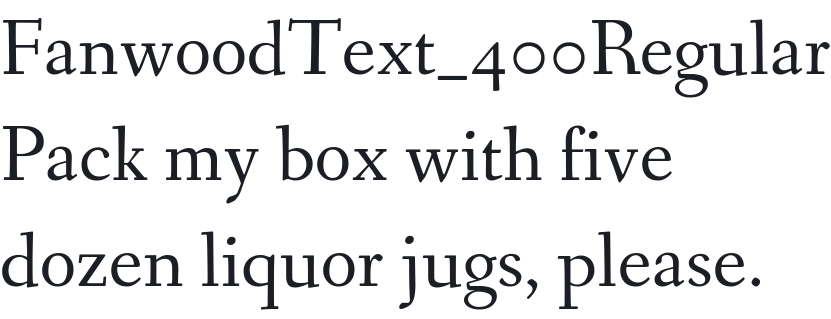 FanwoodText_400Regular
Pack my box with five
dozen liquor jugs, please.